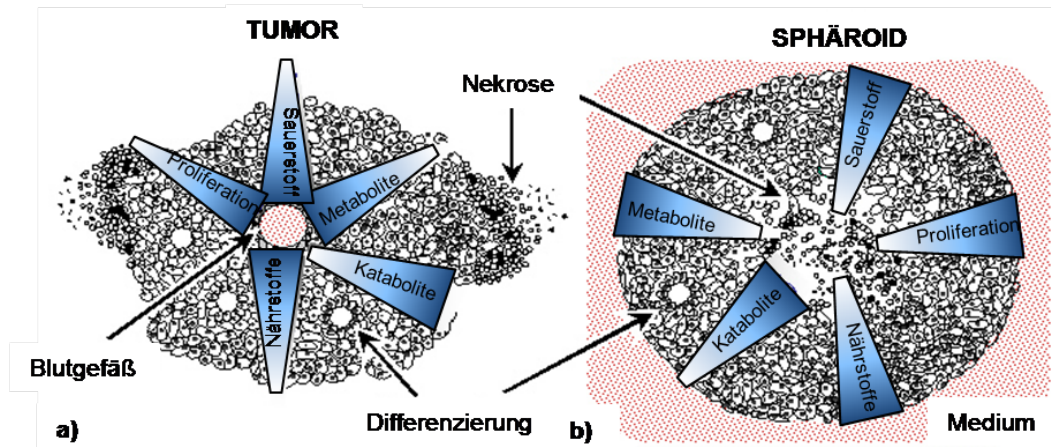 TUMOR
SPHÄROID
Nekrose
Sauerstoff
Proliferation
Metabolite
Nährstoffe
Katabolite
Sauerstoff
Metabolite
Proliferation
Katabolite
Nährstoffe
Blutgefäß
Differenzierung
Medium
a)
b)